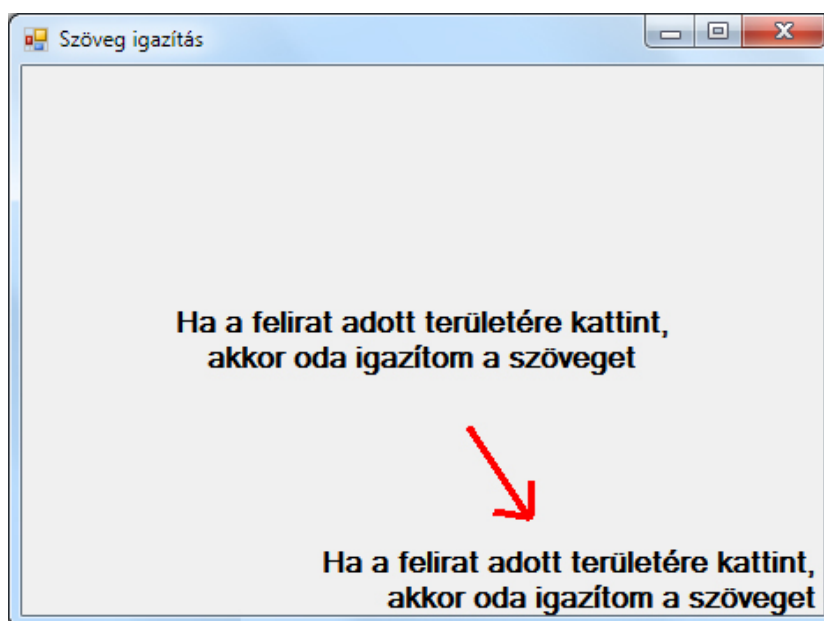 Szöveg igazítás
Ha a felirat adott területére kattint,
akkor oda igazítom a szöveget
Ha a felirat adott területére kattint,
akkor oda igazítom a szöveget